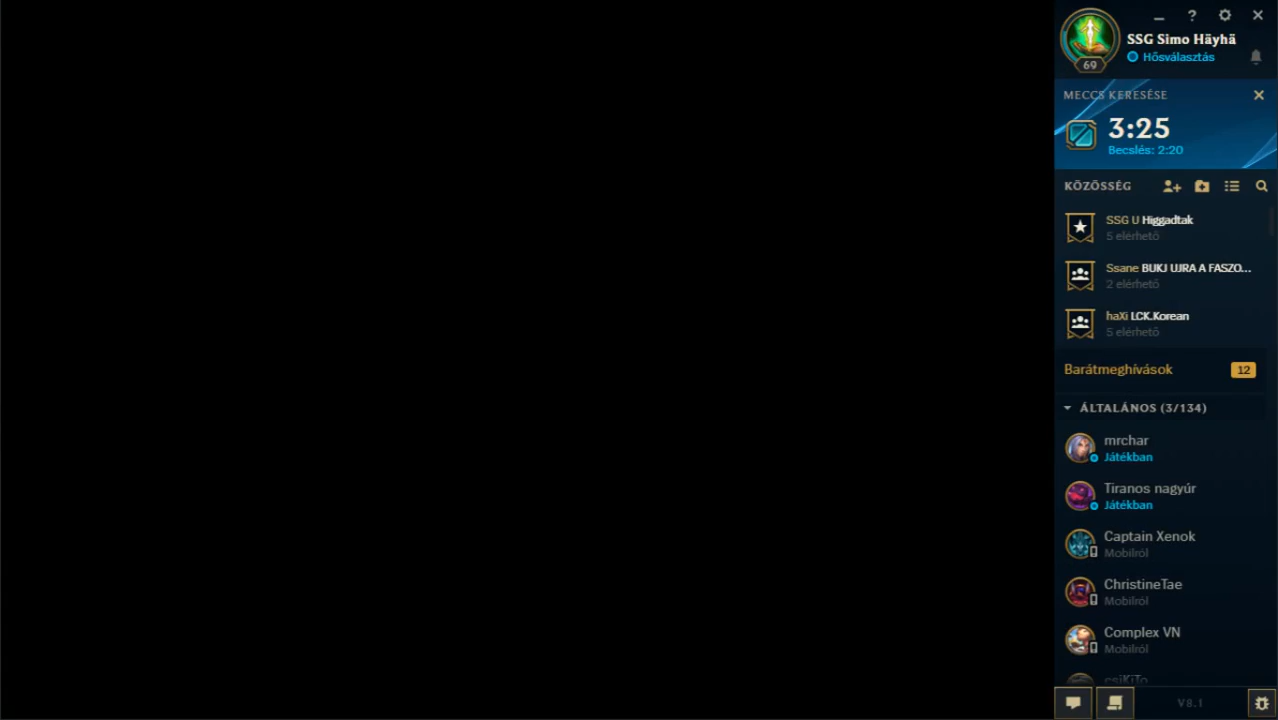 SSG Simo Häyhä
69
Hősválasztás
MECCS KERESÉSE
3:25
Becslés: 2:20
KÖZÖSSÉG
SSG U Higgadtak
5 elérhető
Ssane BUKJ UJRA A FASZO...
2 elérhető
haXi LCK.Korean
5 elérhető
Barátmeghívások
12
ÁLTALÁNOS (3/134)
mrchar
Játékban
Tiranos nagyúr
Játékban
Captain Xenok
Mobilról
ChristineTae
Mobilról
Complex VN
Mobilról
csiKiTo
V8.1